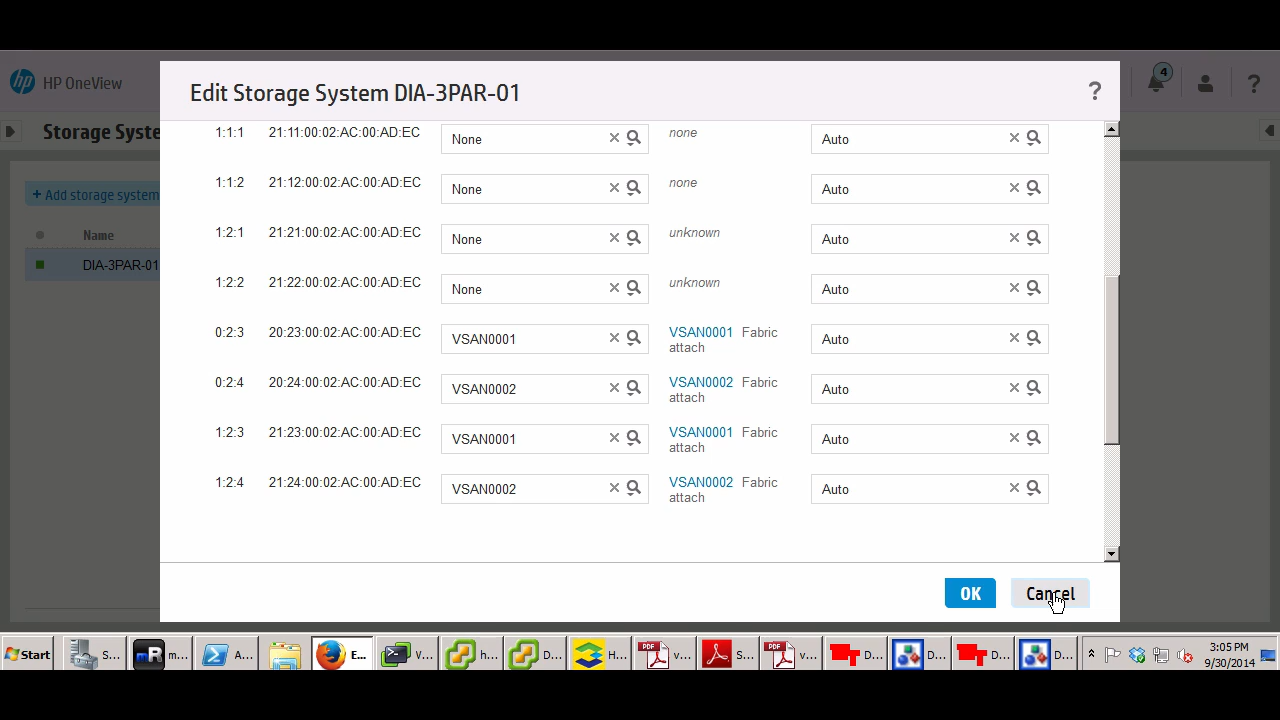 hp HP OneView
Edit Storage System DIA-3PAR-01 ?
4 ?
Storage Syste
+ Add storage system
Name
DIA-3PAR-01
1:1:1 21:11:00:02:AC:00:AD:EC None none Auto
1:1:2 21:12:00:02:AC:00:AD:EC None none Auto
1:2:1 21:21:00:02:AC:00:AD:EC None unknown Auto
1:2:2 21:22:00:02:AC:00:AD:EC None unknown Auto
0:2:3 20:23:00:02:AC:00:AD:EC VSAN0001 VSAN0001 Fabric Auto
attach
0:2:4 20:24:00:02:AC:00:AD:EC VSAN0002 VSAN0002 Fabric Auto
attach
1:2:3 21:23:00:02:AC:00:AD:EC VSAN0001 VSAN0001 Fabric Auto
attach
1:2:4 21:24:00:02:AC:00:AD:EC VSAN0002 VSAN0002 Fabric Auto
attach
OK Cancel
Start S... m... A... E... V... h... D... H... PDF v... S... PDF v... D... D... D... D... 3:05 PM
9/30/2014